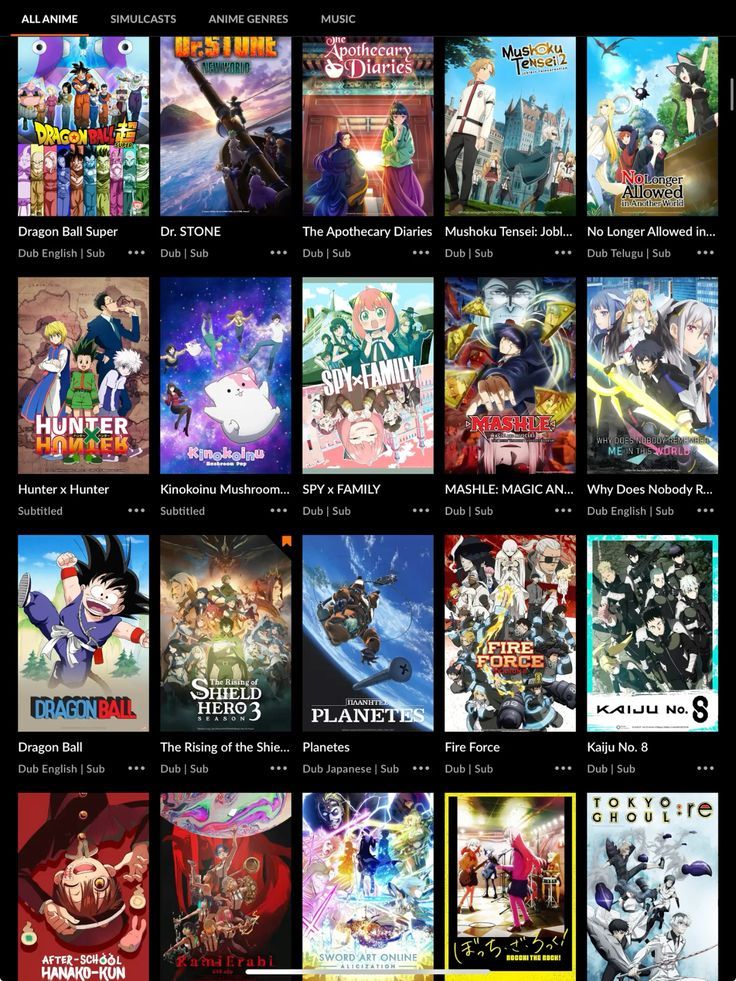 ALL ANIME SIMULCASTS ANIME GENRES MUSIC
DRAGON BALL 超
SUPER
Dr.STONE
NEW WORLD
The
Apothecary
Diaries
Mushoku
Tensei 2
jobless reincarnation
No Longer
Allowed
in Another World
Dragon Ball Super
Dub English | Sub
Dr. STONE
Dub | Sub
The Apothecary Diaries
Dub | Sub
Mushoku Tensei: Jobl...
Dub | Sub
No Longer Allowed in...
Dub Telugu | Sub
HUNTER
X
HUNTER
Kinokoinu
Mushroom Pup
SPY×FAMILY
MASHLE:
WHY DOES NOBODY REMEMBER
ME IN THIS WORLD
Hunter x Hunter
Subtitled
Kinokoinu Mushroom...
Subtitled
SPY x FAMILY
Dub | Sub
MASHLE: MAGIC AN...
Dub | Sub
Why Does Nobody R...
Dub English | Sub
DRAGON BALL
The Rising of
the SHIELD
HERO 3
SEASON
ΠΛΑΝΗΤΕΣ
PLANETES
FIRE
FORCE
KAIJU No. 8
Dragon Ball
Dub English | Sub
The Rising of the Shie...
Dub | Sub
Planetes
Dub Japanese | Sub
Fire Force
Dub | Sub
Kaiju No. 8
Dub | Sub
AFTER-SCHOOL
HANAKO-KUN
KamiErabi
SWORD ART ONLINE
ALICIZATION
ぼっち・ざ・ろっく!
BOCCHI THE ROCK!
TOKYO
GHOUL:re